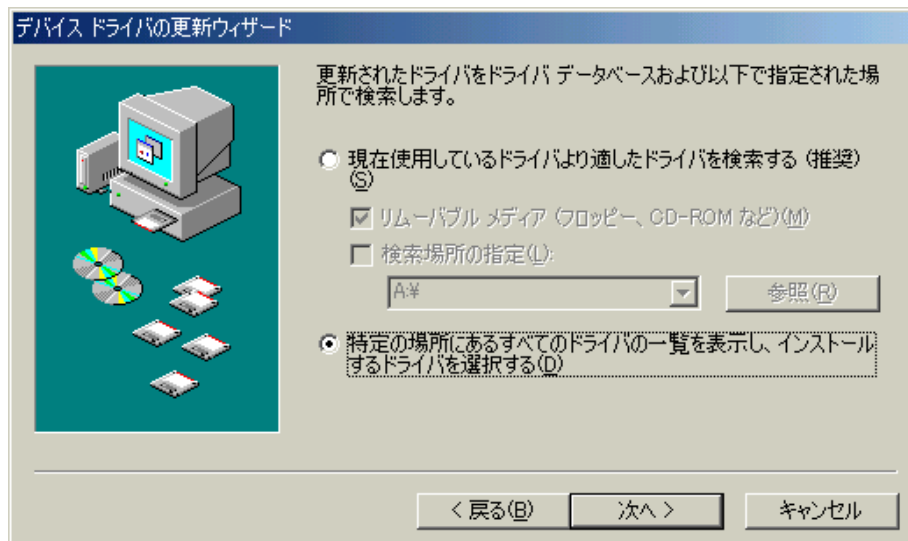 デバイス ドライバの更新ウィザード
更新されたドライバをドライバ データベースおよび以下で指定された場
所で検索します。
現在使用しているドライバより適したドライバを検索する (推奨)
(S)
リムーバブル メディア (フロッピー、CD-ROM など)(M)
検索場所の指定(L):
A:¥
参照(R)
特定の場所にあるすべてのドライバの一覧を表示し、インストール
するドライバを選択する(D)
< 戻る(B)
次へ >
キャンセル